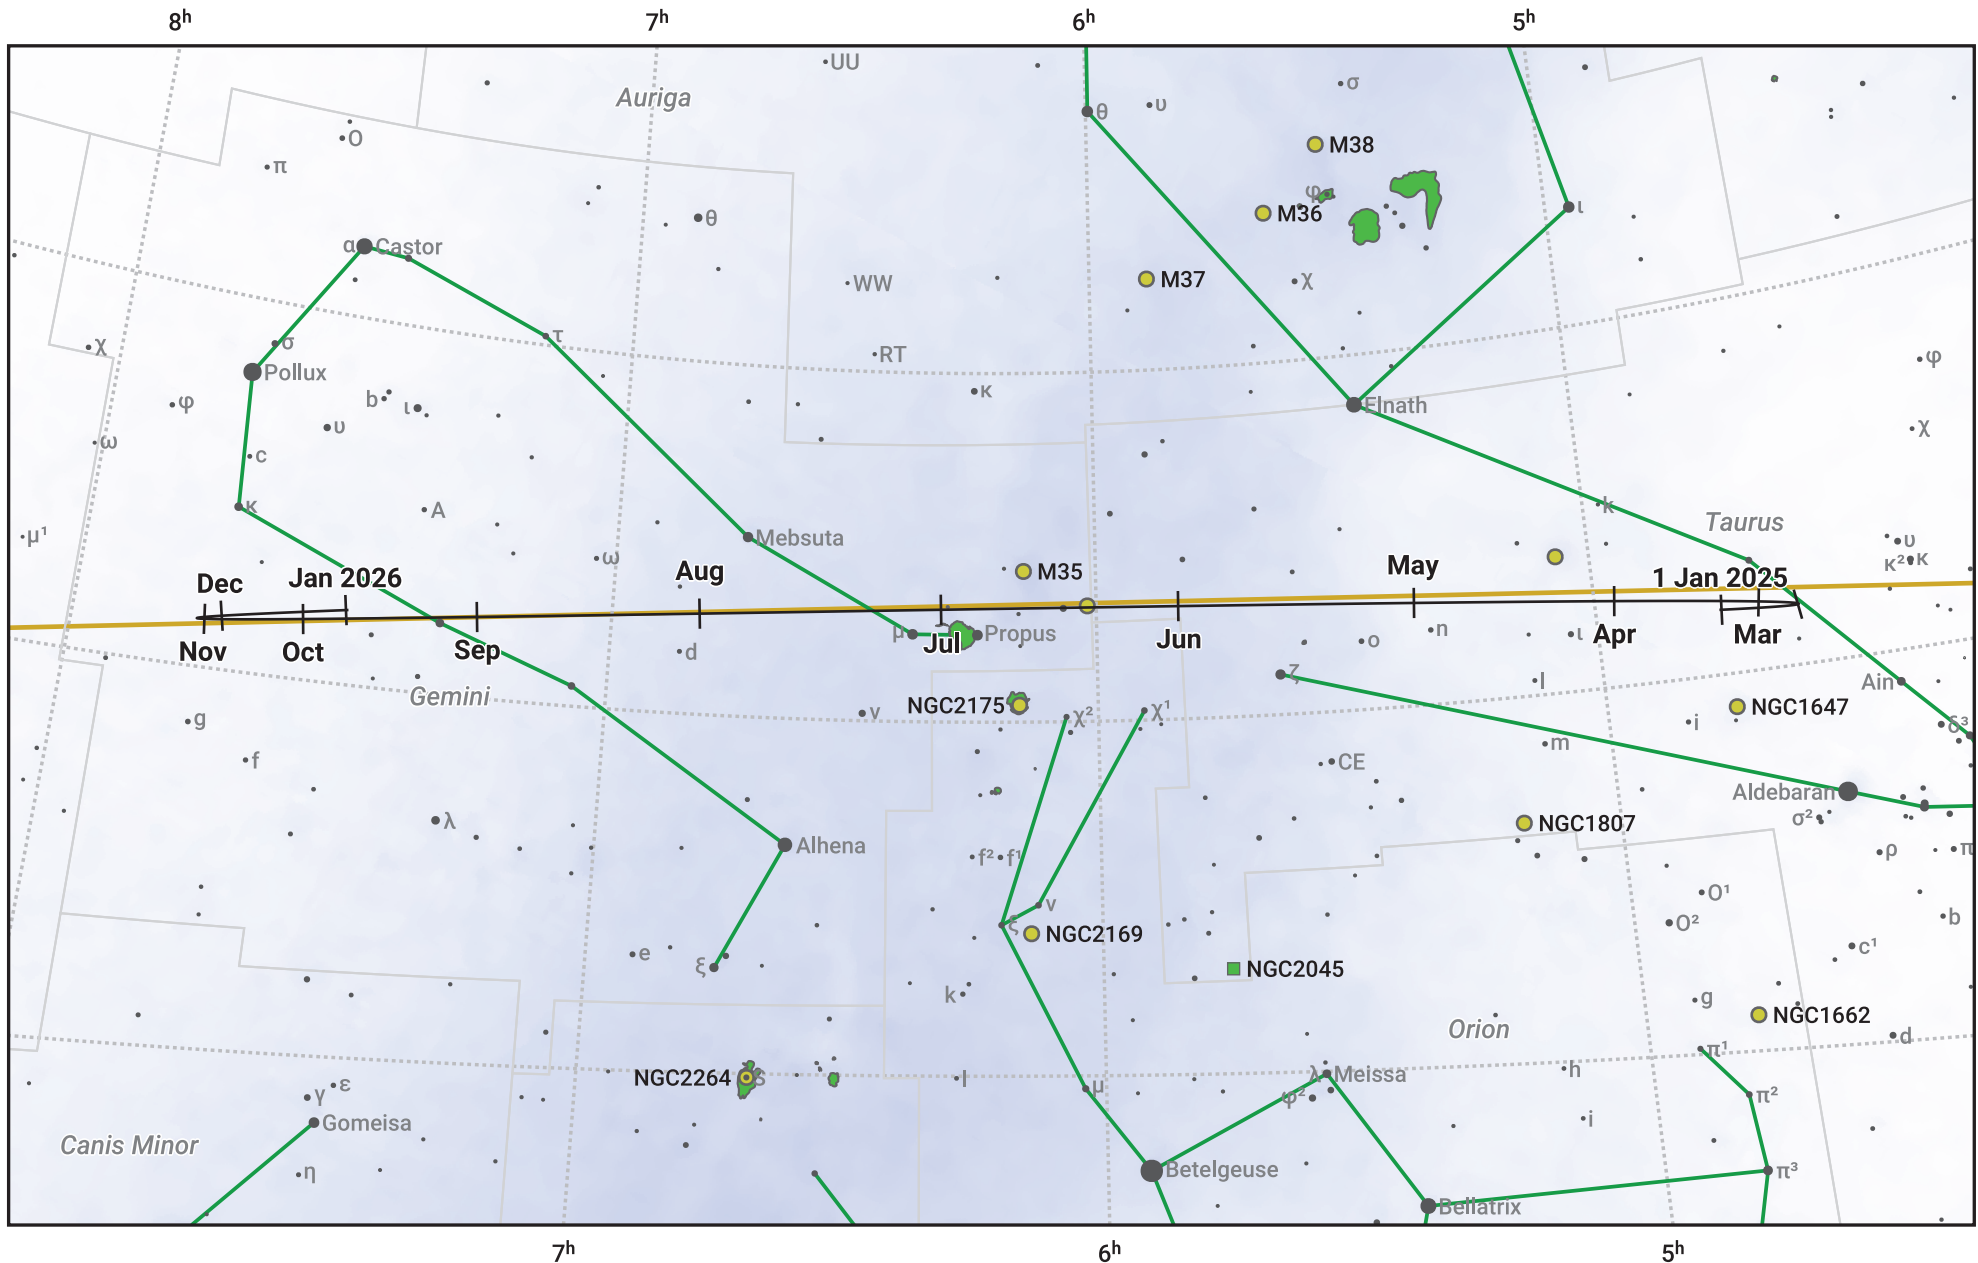 8ʰ 7ʰ 6ʰ 5ʰ
UU
Auriga
σ
θ υ
O
M38
π
φ
M36
θ
ι
α Castor
M37
WW
χ
χ
σ
τ
RT
φ
Pollux
κ
b
ι
φ
Elnath
υ
χ
ω
c
κ
A
k
Taurus
μ¹
Mebsuta
υ
ω
κ² κ
M35
May
Aug
Dec
Jan 2026
1 Jan 2025
μ
Propus
n
o
ι
Apr
Mar
Jun
Jul
Nov
Oct
Sep
d
ζ
l
Ain
Gemini
NGC2175
NGC1647
ν
χ²
χ¹
g
i
δ³
m
f
CE
Aldebaran
λ
σ²
NGC1807
Alhena
ρ
π
f² f¹
O¹
ν
b
O²
ξ
NGC2169
c¹
e
ξ
NGC2045
k
g
NGC1662
Orion
d
π¹
NGC2264
S
l
λ Meissa
h
ε
γ
μ
φ²
π²
Gomeisa
i
Canis Minor
η
Betelgeuse
π³
Bellatrix
7ʰ 6ʰ 5ʰ